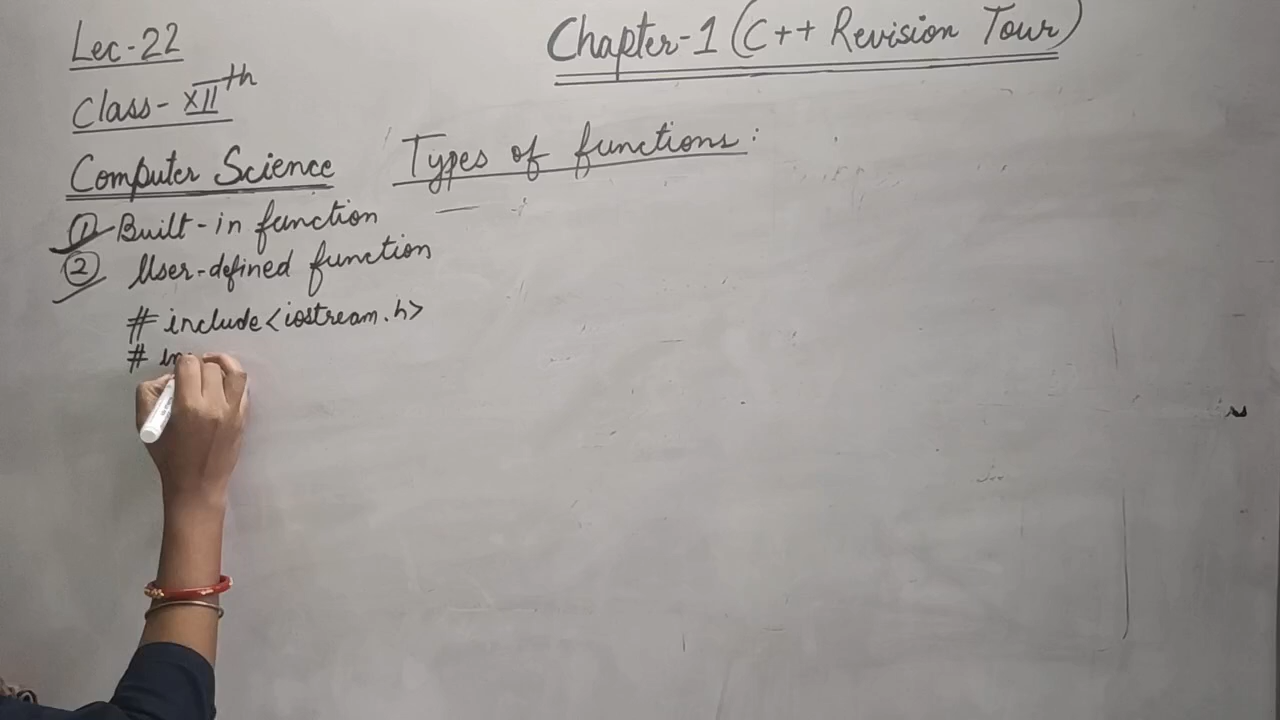 Lec-22
Chapter-1 (C++ Revision Tour)
Class- XIIth
Computer Science
Types of functions:
① Built-in function
② User-defined function
# include<iostream.h>
# in